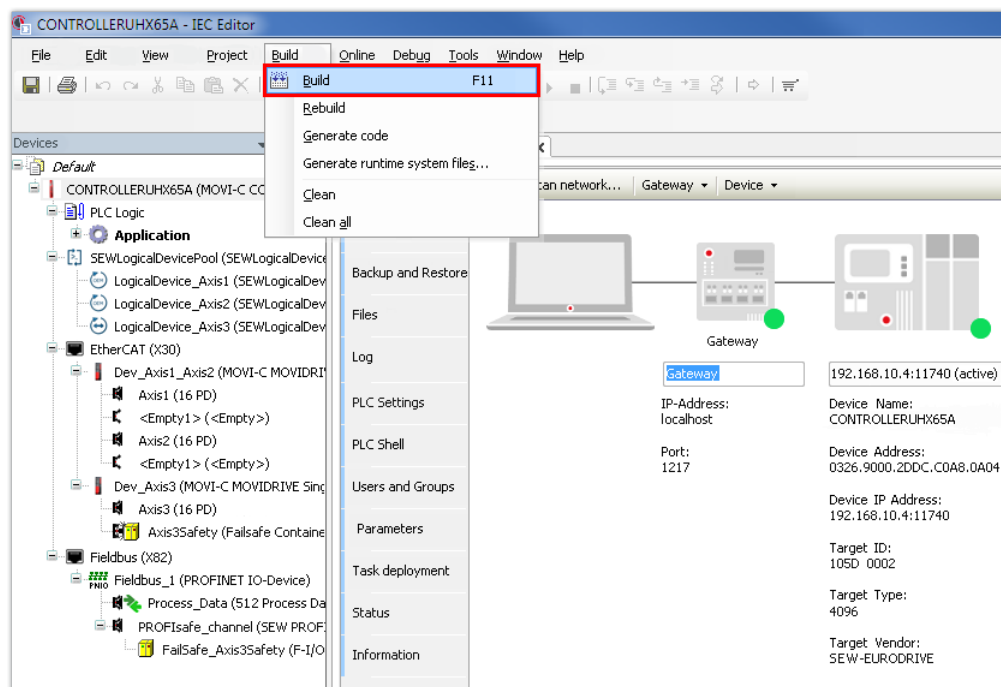 CONTROLLERUHX65A - IEC Editor
File Edit View Project Build Online Debug Tools Window Help
Build F11
Rebuild
Generate code
Generate runtime system files...
Clean
Clean all
Devices
Default
CONTROLLERUHX65A (MOVI-C CO
PLC Logic
Application
SEWLogicalDevicePool (SEWLogicalDevice
LogicalDevice_Axis1 (SEWLogicalDev
LogicalDevice_Axis2 (SEWLogicalDev
LogicalDevice_Axis3 (SEWLogicalDev
EtherCAT (X30)
Dev_Axis1_Axis2 (MOVI-C MOVIDRI
Axis1 (16 PD)
<Empty1> (<Empty>)
Axis2 (16 PD)
<Empty1> (<Empty>)
Dev_Axis3 (MOVI-C MOVIDRIVE Sing
Axis3 (16 PD)
Axis3Safety (Failsafe Containe
Fieldbus (X82)
PNIO Fieldbus_1 (PROFINET IO-Device)
Process_Data (512 Process Da
PROFIsafe_channel (SEW PROF
FailSafe_Axis3Safety (F-I/O
can network... Gateway Device
Backup and Restore
Files
Log
PLC Settings
PLC Shell
Users and Groups
Parameters
Task deployment
Status
Information
Gateway
Gateway
IP-Address:
localhost
Port:
1217
192.168.10.4:11740 (active)
Device Name:
CONTROLLERUHX65A
Device Address:
0326.9000.2DDC.C0A8.0A04
Device IP Address:
192.168.10.4:11740
Target ID:
105D 0002
Target Type:
4096
Target Vendor:
SEW-EURODRIVE